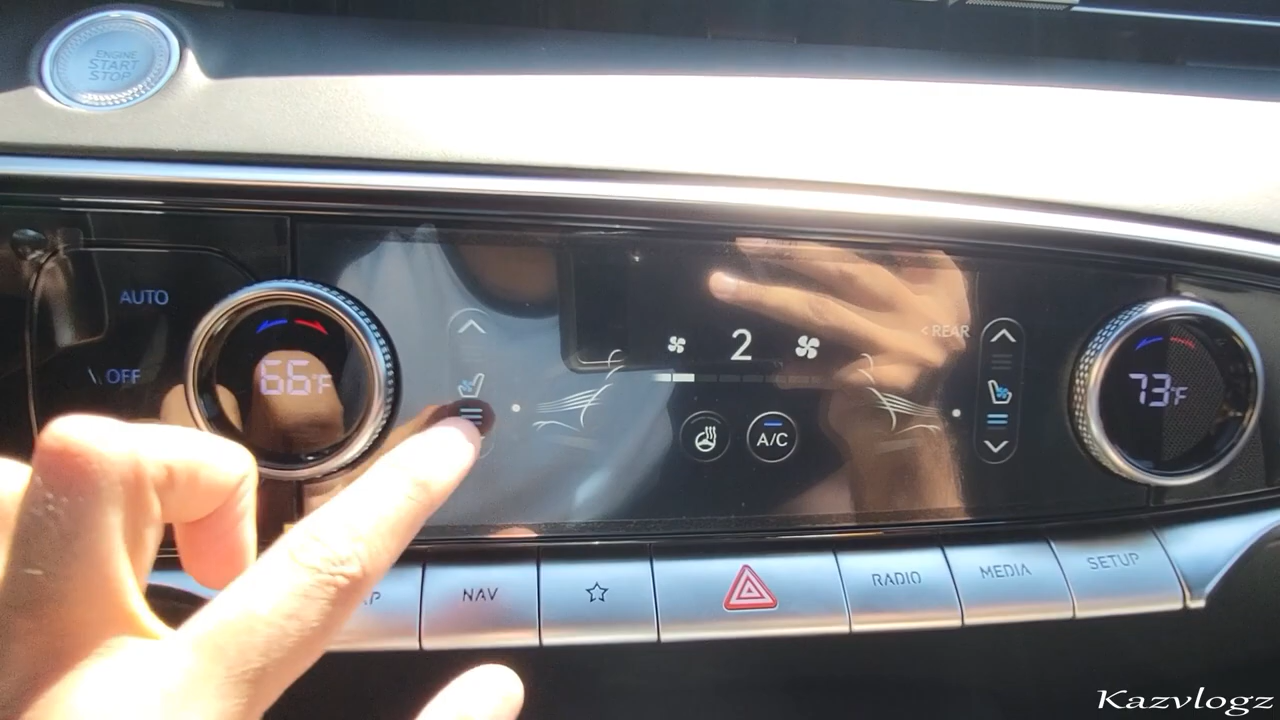 ENGINE
START
STOP
AUTO
OFF
66°F
2
< REAR
73°F
A/C
NAV
RADIO
MEDIA
SETUP
Kazvlogz